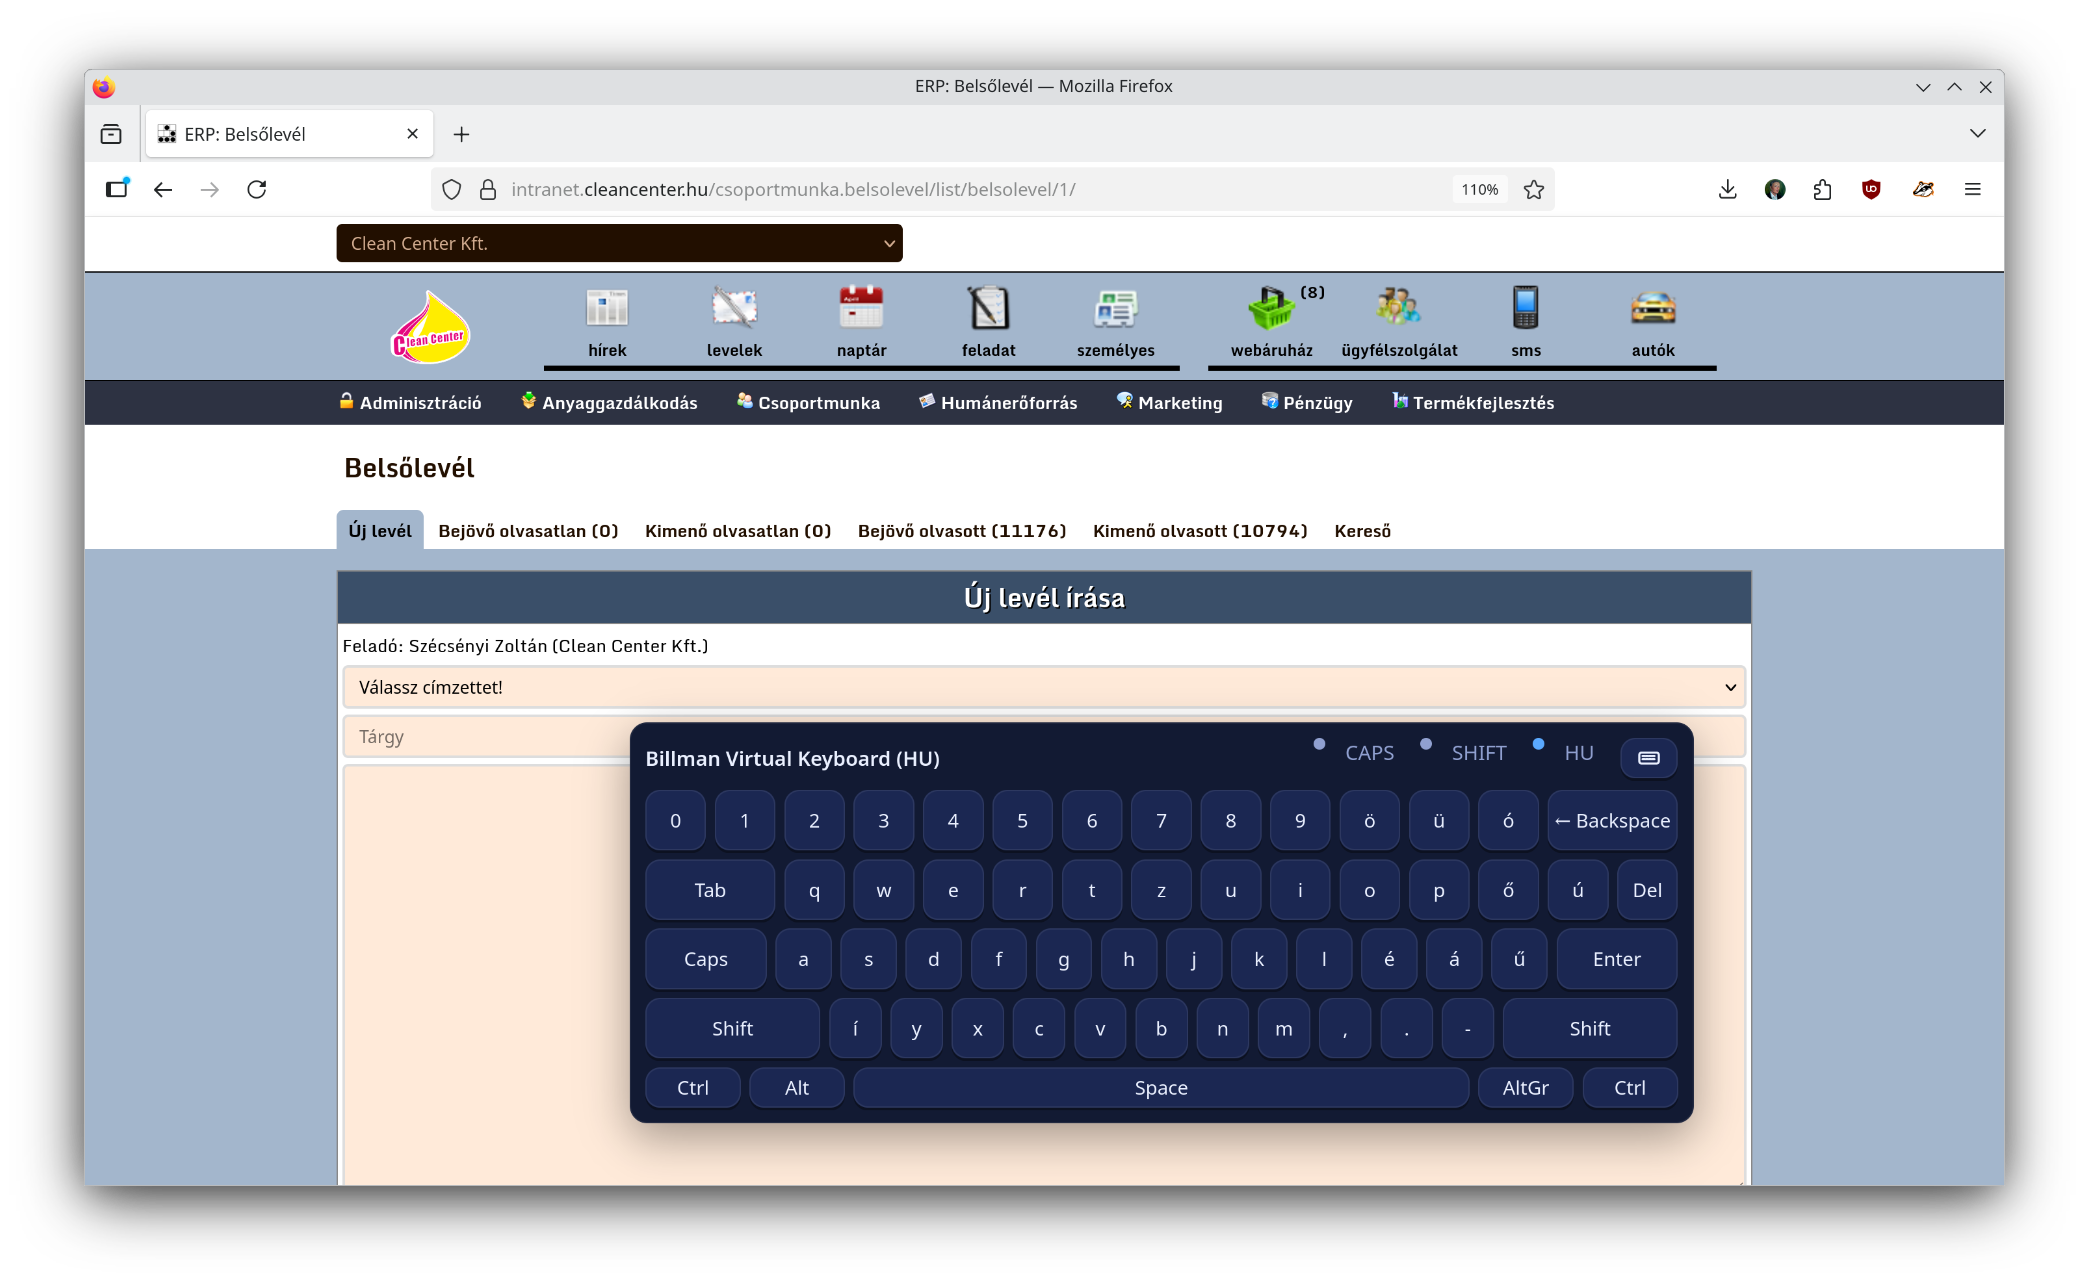 ERP: Belsőlevél — Mozilla Firefox
ERP: Belsőlevél
intranet.cleancenter.hu/csoportmunka.belsolevel/list/belsolevel/1/
110%
Clean Center Kft.
Clean Center
hírek levelek naptár feladat személyes webáruház (8) ügyfélszolgálat sms autók
Adminisztráció Anyaggazdálkodás Csoportmunka Humánerőforrás Marketing Pénzügy Termékfejlesztés
Belsőlevél
Új levél Bejövő olvasatlan (0) Kimenő olvasatlan (0) Bejövő olvasott (11176) Kimenő olvasott (10794) Kereső
Új levél írása
Feladó: Szécsényi Zoltán (Clean Center Kft.)
Válassz címzettet!
Tárgy
Billman Virtual Keyboard (HU) CAPS SHIFT HU
0 1 2 3 4 5 6 7 8 9 ö ü ó ← Backspace
Tab q w e r t z u i o p ő ú Del
Caps a s d f g h j k l é á ű Enter
Shift í y x c v b n m , . - Shift
Ctrl Alt Space AltGr Ctrl